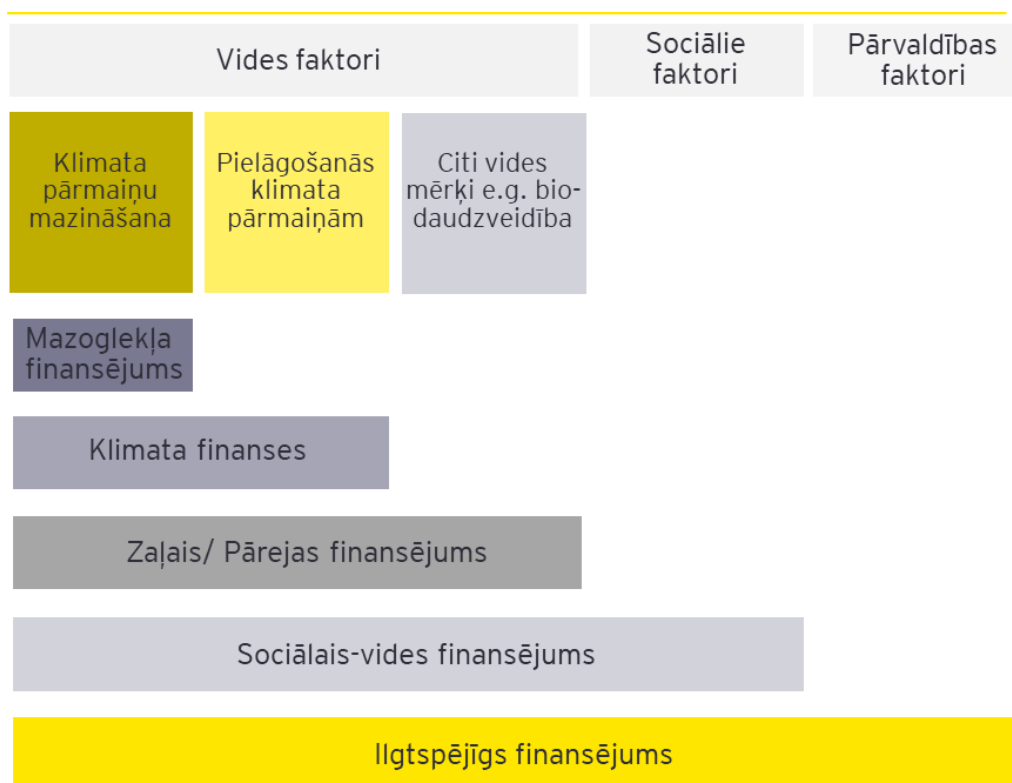 Vides faktori
Sociālie
faktori
Pārvaldības
faktori
Klimata
pārmaiņu
mazināšana
Pielāgošanās
klimata
pārmaiņām
Citi vides
mērķi e.g. bio-
daudzveidība
Mazoglekļa
finansējums
Klimata finanses
Zaļais/ Pārejas finansējums
Sociālais-vides finansējums
Ilgtspējīgs finansējums